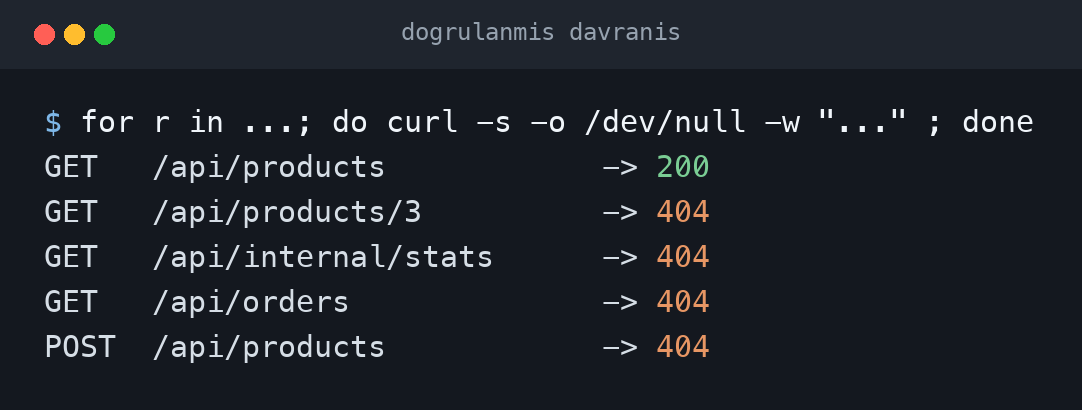 dogrulanmis davranis
$ for r in ...; do curl -s -o /dev/null -w "..." ; done
GET /api/products -> 200
GET /api/products/3 -> 404
GET /api/internal/stats -> 404
GET /api/orders -> 404
POST /api/products -> 404